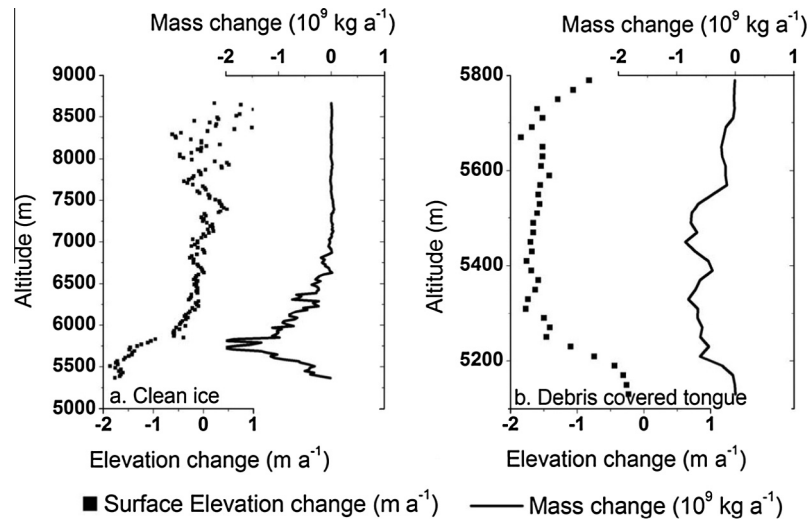 Mass change (10⁹ kg a⁻¹)
-2 -1 0 1
9000
8500
8000
7500
7000
6500
6000
5500
5000
Altitude (m)
a. Clean ice
-2 -1 0 1
Elevation change (m a⁻¹)
Mass change (10⁹ kg a⁻¹)
-2 -1 0 1
5800
5600
5400
5200
Altitude (m)
b. Debris covered tongue
-2 -1 0 1
Elevation change (m a⁻¹)
Surface Elevation change (m a⁻¹)
Mass change (10⁹ kg a⁻¹)